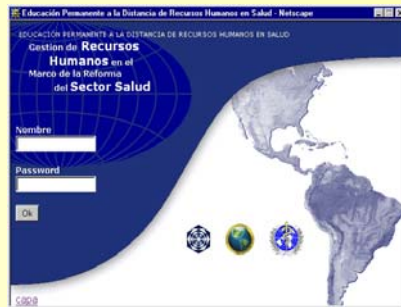 Educación Permanente a la Distancia de Recursos Humanos en Salud - Netscape
EDUCACIÓN PERMANENTE A LA DISTANCIA DE RECURSOS HUMANOS EN SALUD
Gestion de Recursos
Humanos en el
Marco de la Reforma
del Sector Salud
Nombre
Password
Ok
capa